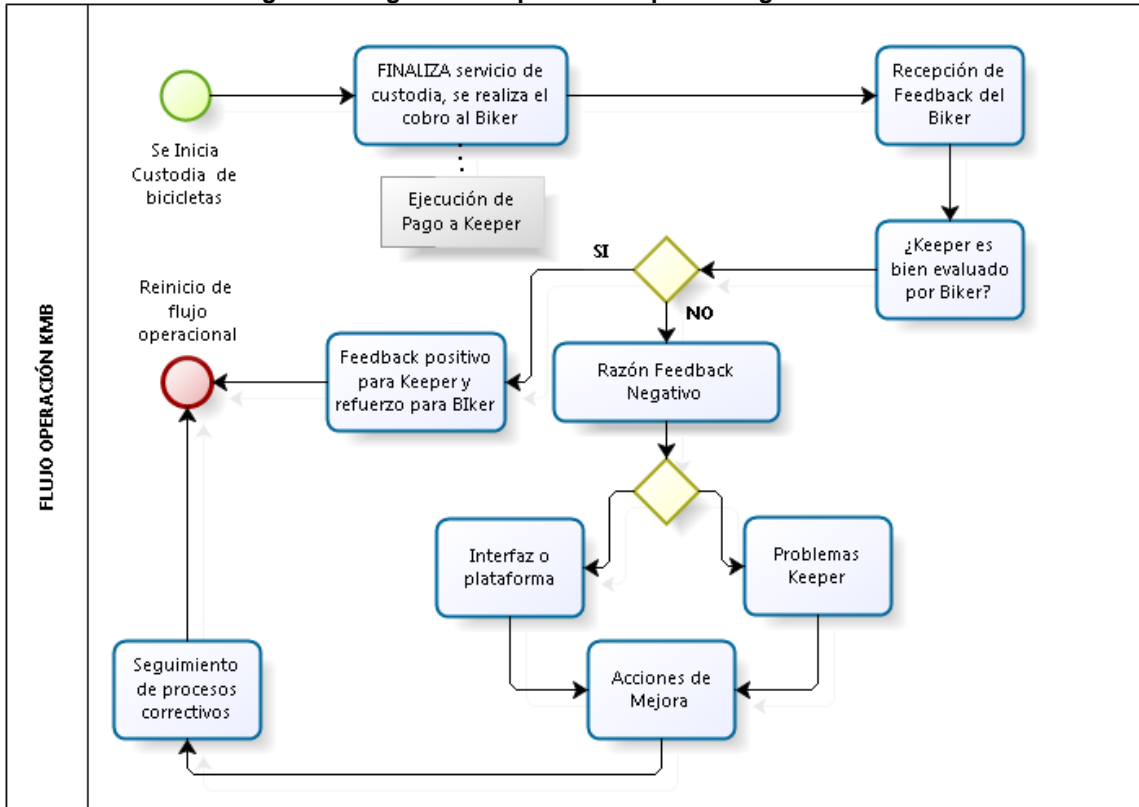 FLUJO OPERACIÓN KMB
Se Inicia
Custodia de
bicicletas
FINALIZA servicio de
custodia, se realiza el
cobro al Biker
Ejecución de
Pago a Keeper
Recepción de
Feedback del
Biker
¿Keeper es
bien evaluado
por Biker?
SI
NO
Reinicio de
flujo
operacional
Feedback positivo
para Keeper y
refuerzo para BIker
Razón Feedback
Negativo
Interfaz o
plataforma
Problemas
Keeper
Seguimiento
de procesos
correctivos
Acciones de
Mejora